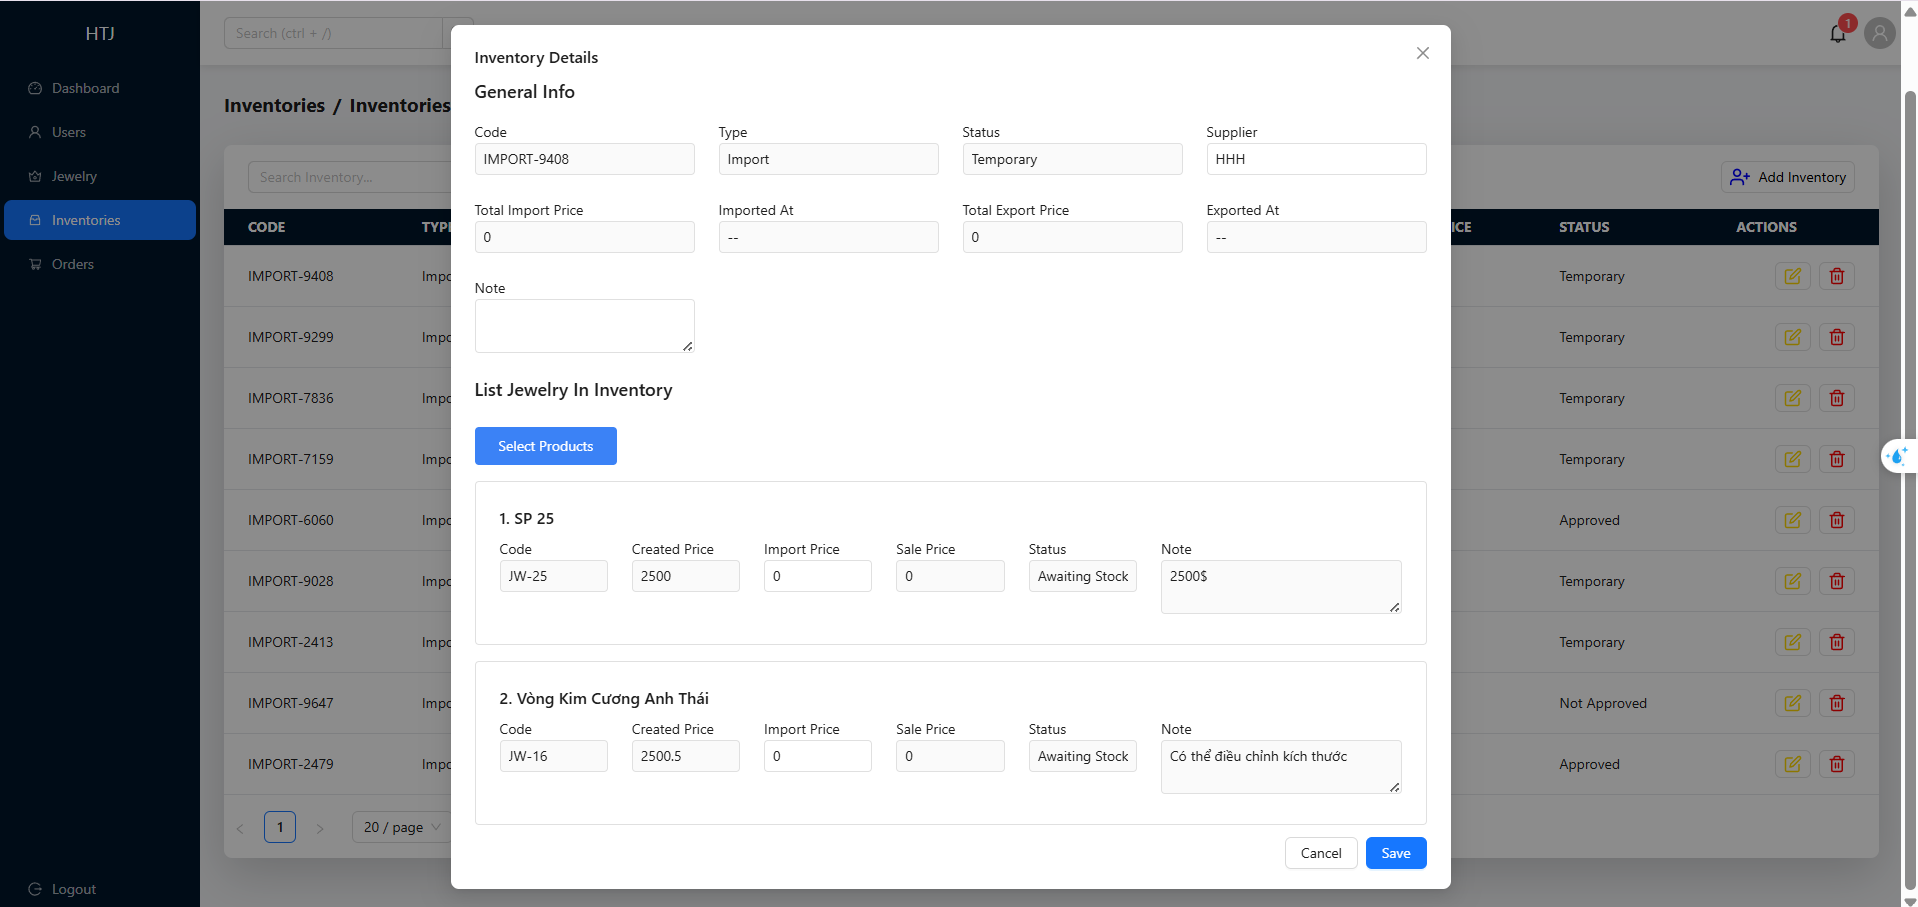 HTJ
Dashboard
Users
Jewelry
Inventories
Orders
Logout
Search (ctrl + /)
1
Inventories / Inventories
Search Inventory...
Add Inventory
CODE TYP ICE STATUS ACTIONS
IMPORT-9408 Impo Temporary
IMPORT-9299 Impo Temporary
IMPORT-7836 Impo Temporary
IMPORT-7159 Impo Temporary
IMPORT-6060 Impo Approved
IMPORT-9028 Impo Temporary
IMPORT-2413 Impo Temporary
IMPORT-9647 Impo Not Approved
IMPORT-2479 Impo Approved
1 20 / page
Inventory Details
General Info
Code Type Status Supplier
IMPORT-9408 Import Temporary HHH
Total Import Price Imported At Total Export Price Exported At
0 -- 0 --
Note
List Jewelry In Inventory
Select Products
1. SP 25
Code Created Price Import Price Sale Price Status Note
JW-25 2500 0 0 Awaiting Stock 2500$
2. Vòng Kim Cương Anh Thái
Code Created Price Import Price Sale Price Status Note
JW-16 2500.5 0 0 Awaiting Stock Có thể điều chỉnh kích thước
Cancel Save